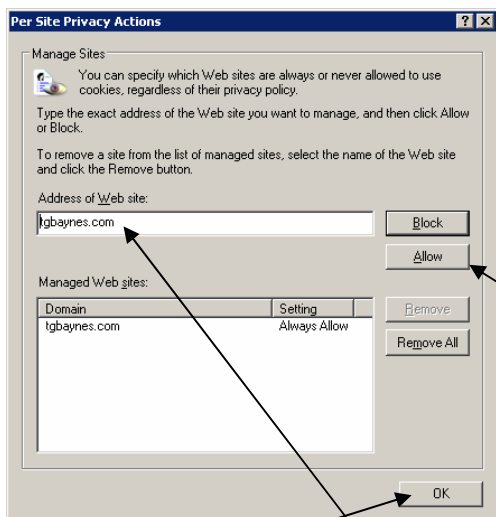 Per Site Privacy Actions
Manage Sites
You can specify which Web sites are always or never allowed to use
cookies, regardless of their privacy policy.
Type the exact address of the Web site you want to manage, and then click Allow
or Block.
To remove a site from the list of managed sites, select the name of the Web site
and click the Remove button.
Address of Web site:
tgbaynes.com
Block
Allow
Managed Web sites:
Domain Setting
tgbaynes.com Always Allow
Remove
Remove All
OK